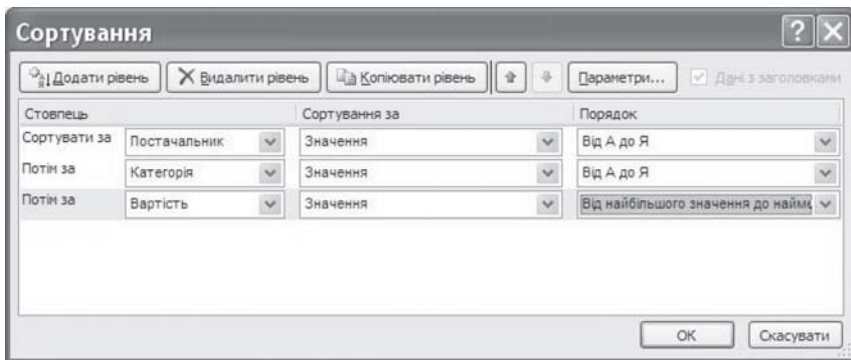 Сортування
Додати рівень Видалити рівень Копіювати рівень Параметри... Дані з заголовками
Стовпець Сортування за Порядок
Сортувати за Постачальник Значення Від А до Я
Потім за Категорія Значення Від А до Я
Потім за Вартість Значення Від найбільшого значення до наймє
ОК Скасувати